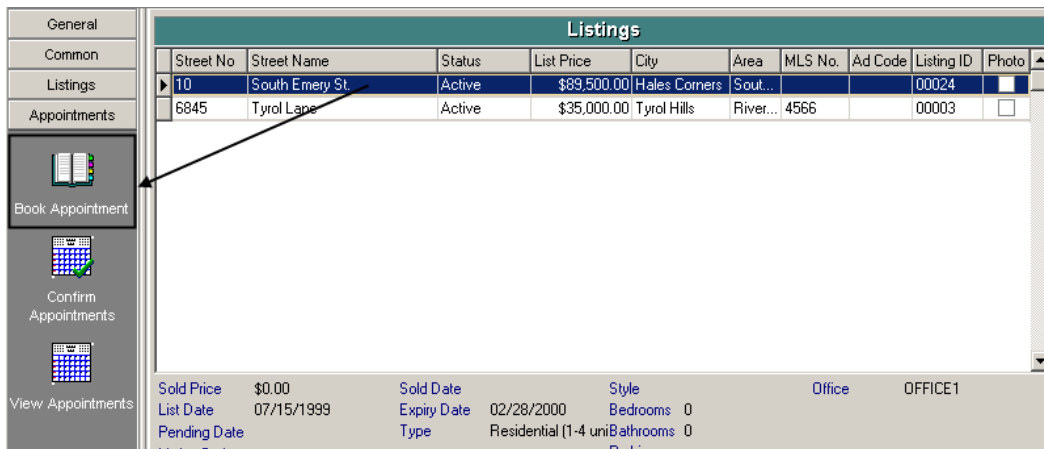 General
Common
Listings
Appointments
Book Appointment
Confirm
Appointments
View Appointments
Listings
Street No Street Name Status List Price City Area MLS No. Ad Code Listing ID Photo
10 South Emery St. Active $89,500.00 Hales Corners Sout... 00024
6845 Tyrol Lane Active $35,000.00 Tyrol Hills River... 4566 00003
Sold Price $0.00 Sold Date Style Office OFFICE1
List Date 07/15/1999 Expiry Date 02/28/2000 Bedrooms 0
Pending Date Type Residential (1-4 uni Bathrooms 0